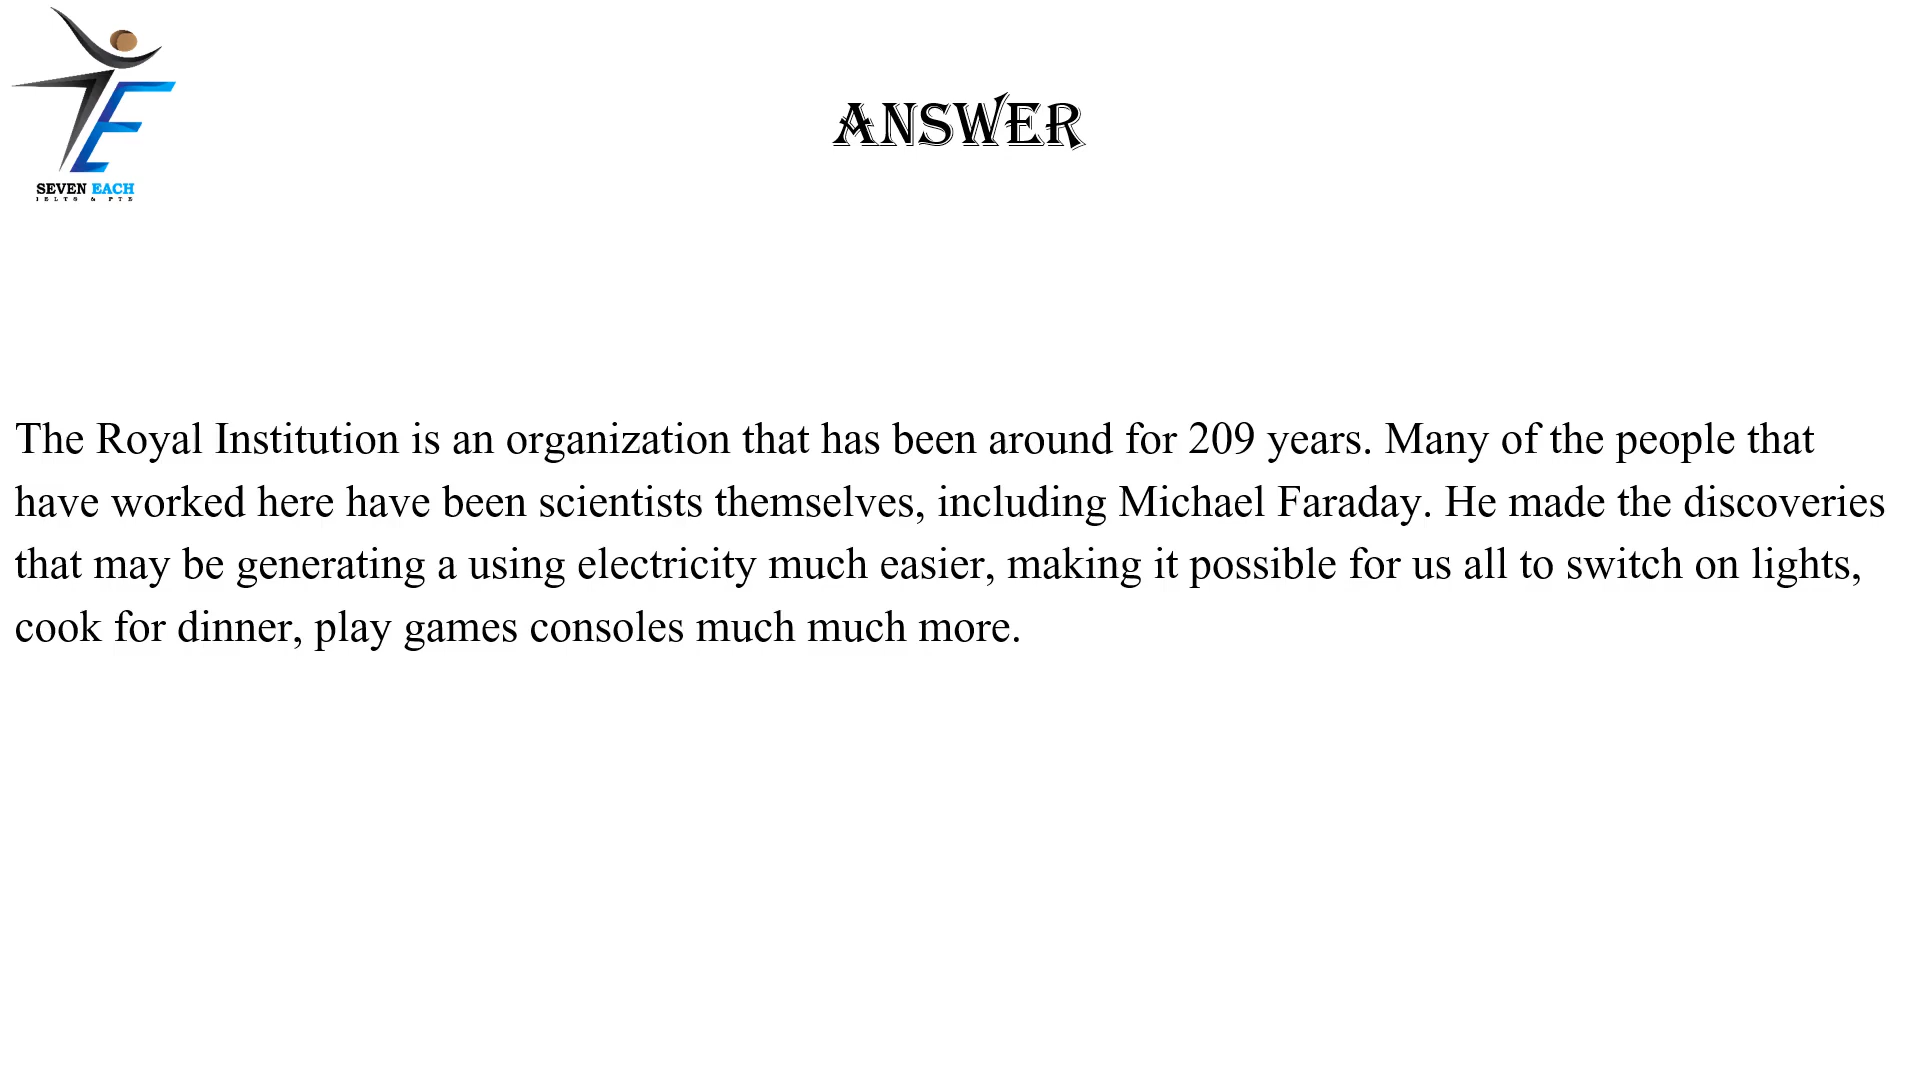 ANSWER
SEVEN EACH
IELTS & PTE
The Royal Institution is an organization that has been around for 209 years. Many of the people that
have worked here have been scientists themselves, including Michael Faraday. He made the discoveries
that may be generating a using electricity much easier, making it possible for us all to switch on lights,
cook for dinner, play games consoles much much more.